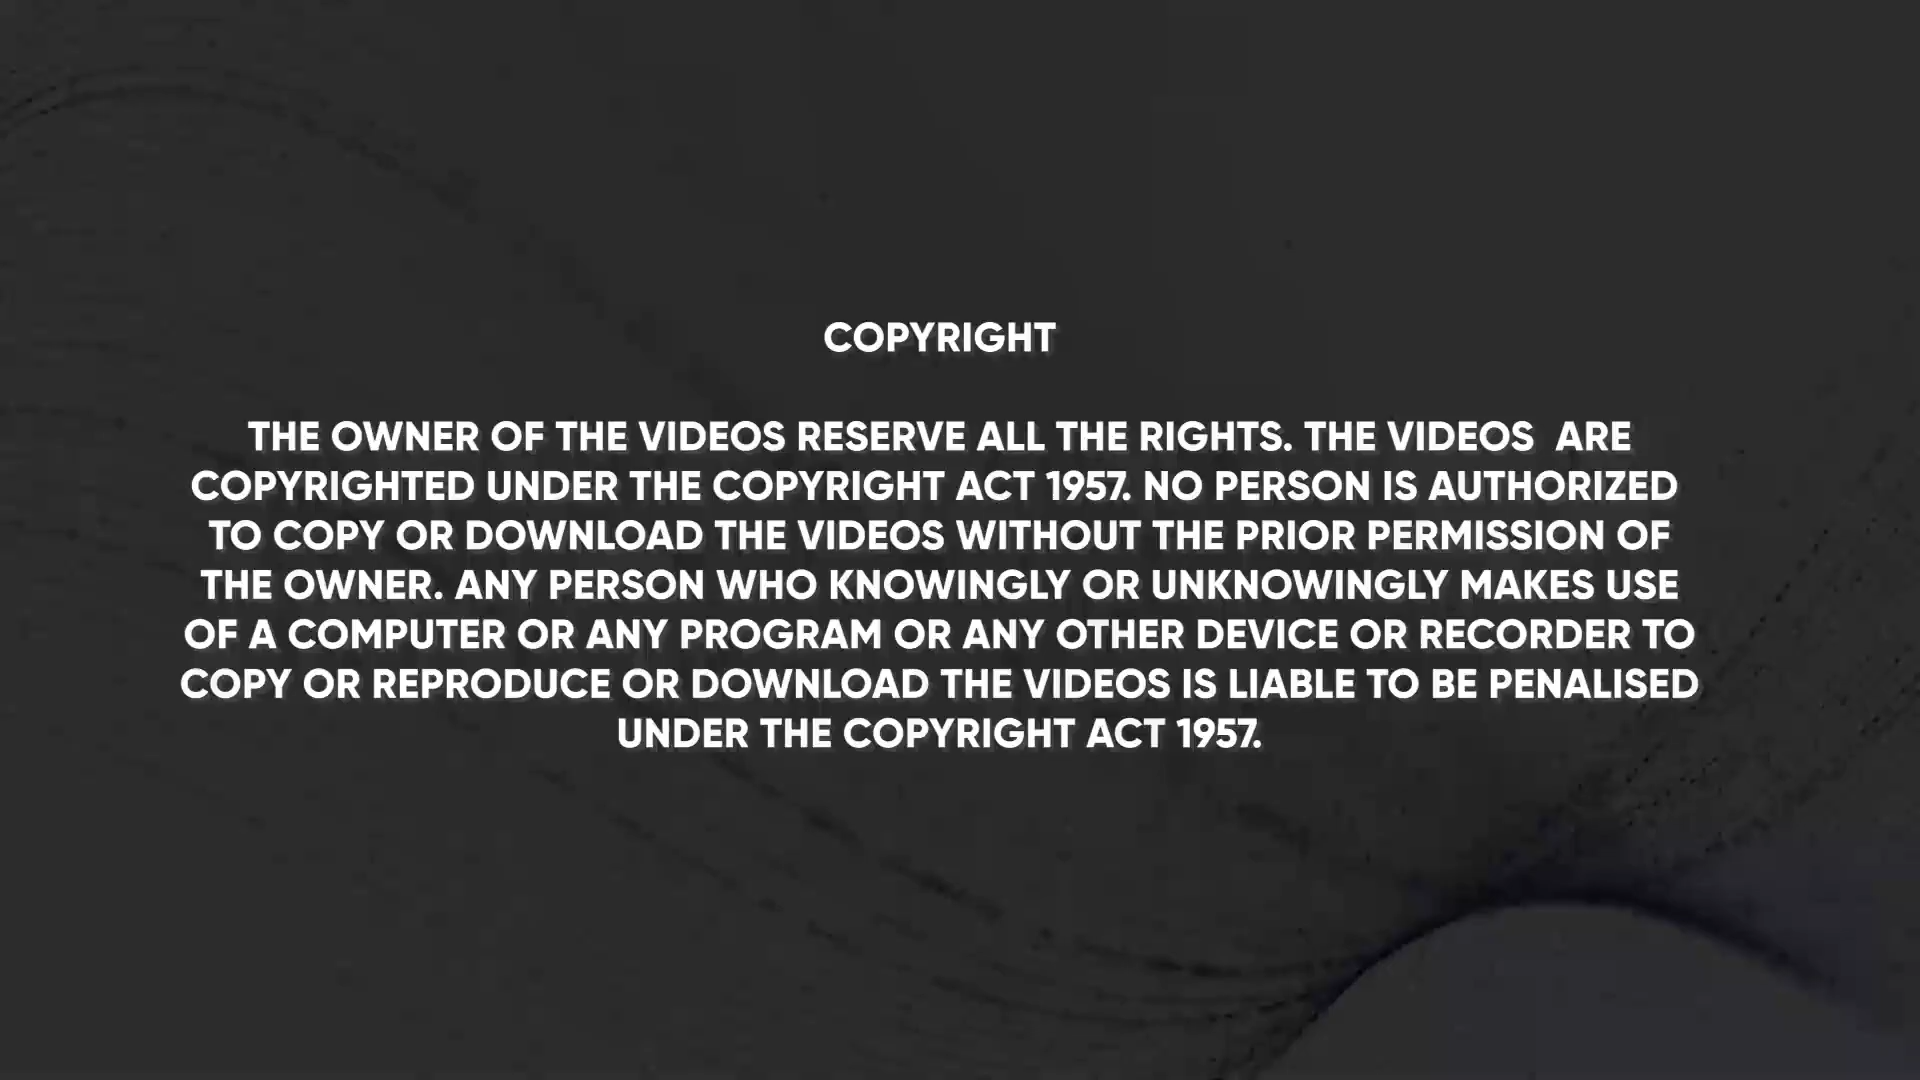 COPYRIGHT
THE OWNER OF THE VIDEOS RESERVE ALL THE RIGHTS. THE VIDEOS  ARE
COPYRIGHTED UNDER THE COPYRIGHT ACT 1957. NO PERSON IS AUTHORIZED
TO COPY OR DOWNLOAD THE VIDEOS WITHOUT THE PRIOR PERMISSION OF
THE OWNER. ANY PERSON WHO KNOWINGLY OR UNKNOWINGLY MAKES USE
OF A COMPUTER OR ANY PROGRAM OR ANY OTHER DEVICE OR RECORDER TO
COPY OR REPRODUCE OR DOWNLOAD THE VIDEOS IS LIABLE TO BE PENALISED
UNDER THE COPYRIGHT ACT 1957.